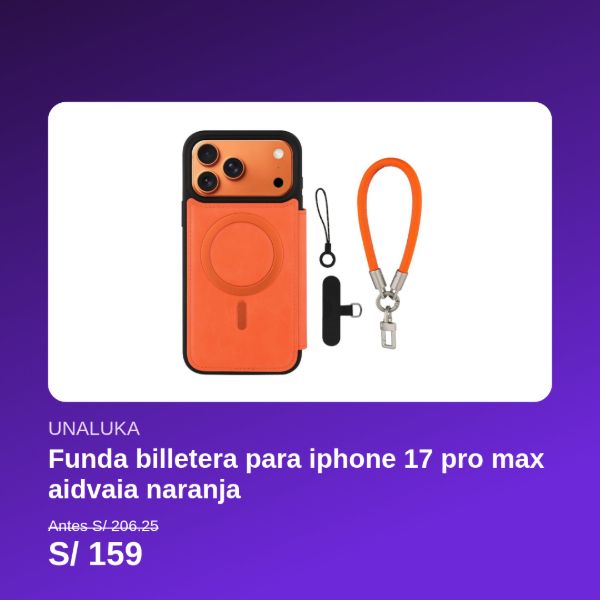 UNALUKA
Funda billetera para iphone 17 pro max
aidvaia naranja
Antes S/ 206.25
S/ 159